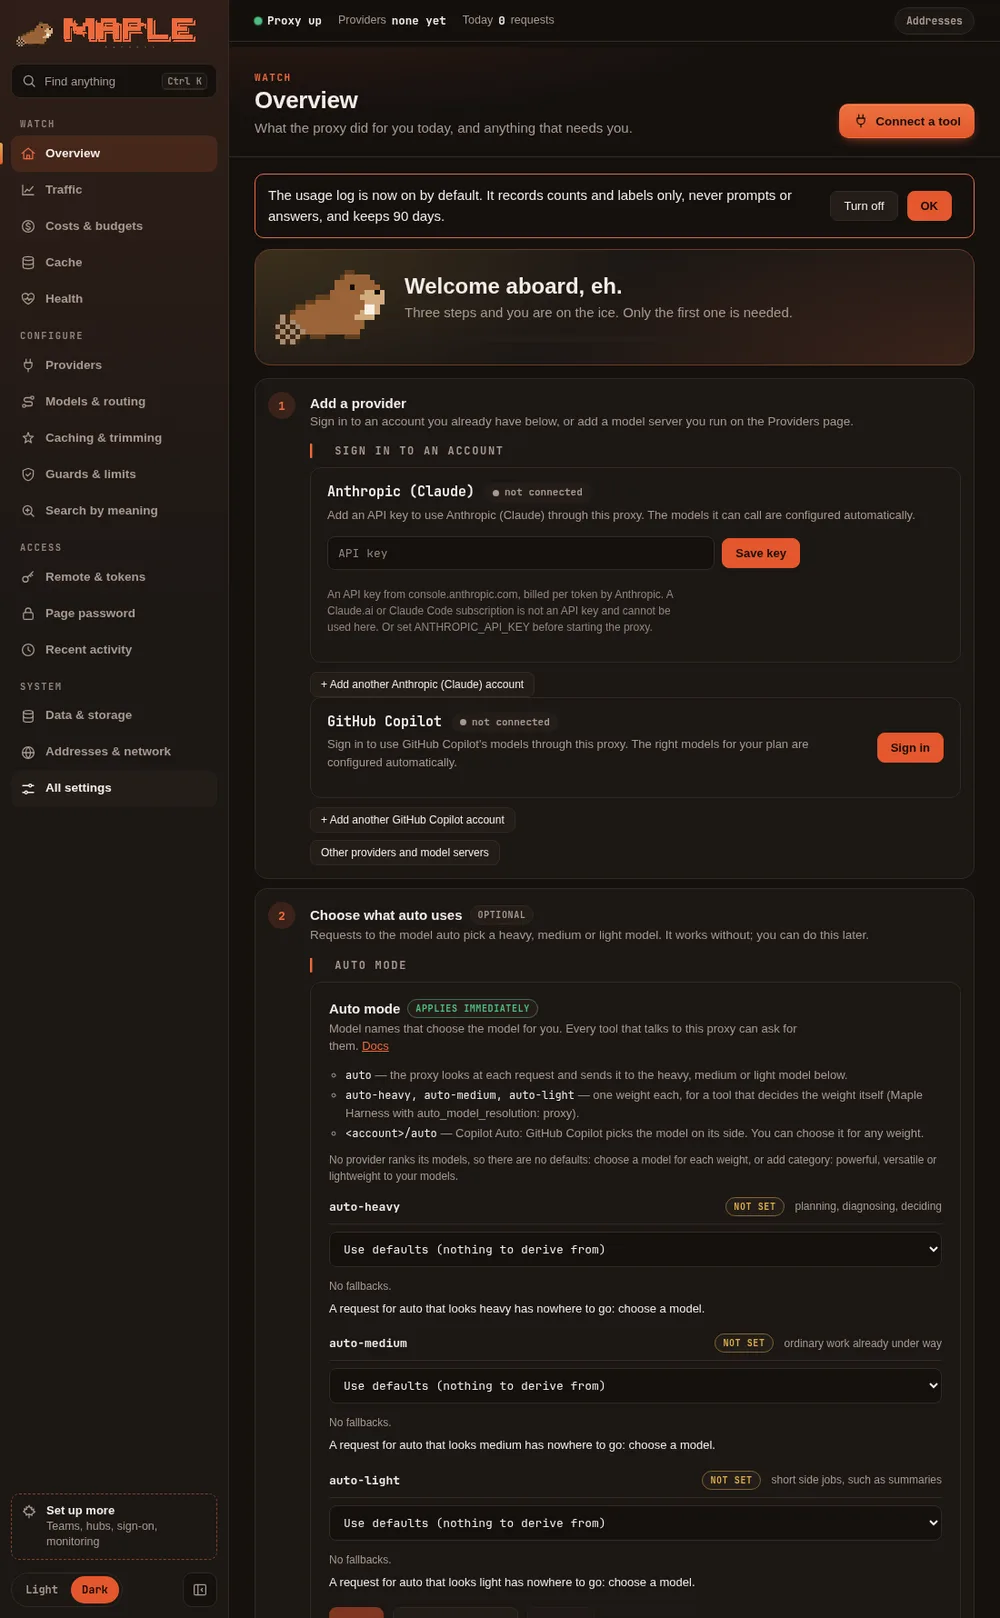 MAPLE
Find anything
Ctrl K
WATCH
Overview
Traffic
Costs & budgets
Cache
Health
CONFIGURE
Providers
Models & routing
Caching & trimming
Guards & limits
Search by meaning
ACCESS
Remote & tokens
Page password
Recent activity
SYSTEM
Data & storage
Addresses & network
All settings
Set up more
Teams, hubs, sign-on,
monitoring
Light
Dark
Proxy up
Providers none yet
Today 0 requests
Addresses
WATCH
Overview
What the proxy did for you today, and anything that needs you.
Connect a tool
The usage log is now on by default. It records counts and labels only, never prompts or
answers, and keeps 90 days.
Turn off
OK
Welcome aboard, eh.
Three steps and you are on the ice. Only the first one is needed.
1
Add a provider
Sign in to an account you already have below, or add a model server you run on the Providers page.
SIGN IN TO AN ACCOUNT
Anthropic (Claude)
not connected
Add an API key to use Anthropic (Claude) through this proxy. The models it can call are configured automatically.
API key
Save key
An API key from console.anthropic.com, billed per token by Anthropic. A
Claude.ai or Claude Code subscription is not an API key and cannot be
used here. Or set ANTHROPIC_API_KEY before starting the proxy.
+ Add another Anthropic (Claude) account
GitHub Copilot
not connected
Sign in to use GitHub Copilot's models through this proxy. The right models for your plan are
configured automatically.
Sign in
+ Add another GitHub Copilot account
Other providers and model servers
2
Choose what auto uses
OPTIONAL
Requests to the model auto pick a heavy, medium or light model. It works without; you can do this later.
AUTO MODE
Auto mode
APPLIES IMMEDIATELY
Model names that choose the model for you. Every tool that talks to this proxy can ask for
them. Docs
auto — the proxy looks at each request and sends it to the heavy, medium or light model below.
auto-heavy, auto-medium, auto-light — one weight each, for a tool that decides the weight itself (Maple
Harness with auto_model_resolution: proxy).
<account>/auto — Copilot Auto: GitHub Copilot picks the model on its side. You can choose it for any weight.
No provider ranks its models, so there are no defaults: choose a model for each weight, or add category: powerful, versatile or
lightweight to your models.
auto-heavy
NOT SET
planning, diagnosing, deciding
Use defaults (nothing to derive from)
No fallbacks.
A request for auto that looks heavy has nowhere to go: choose a model.
auto-medium
NOT SET
ordinary work already under way
Use defaults (nothing to derive from)
No fallbacks.
A request for auto that looks medium has nowhere to go: choose a model.
auto-light
NOT SET
short side jobs, such as summaries
Use defaults (nothing to derive from)
No fallbacks.
A request for auto that looks light has nowhere to go: choose a model.